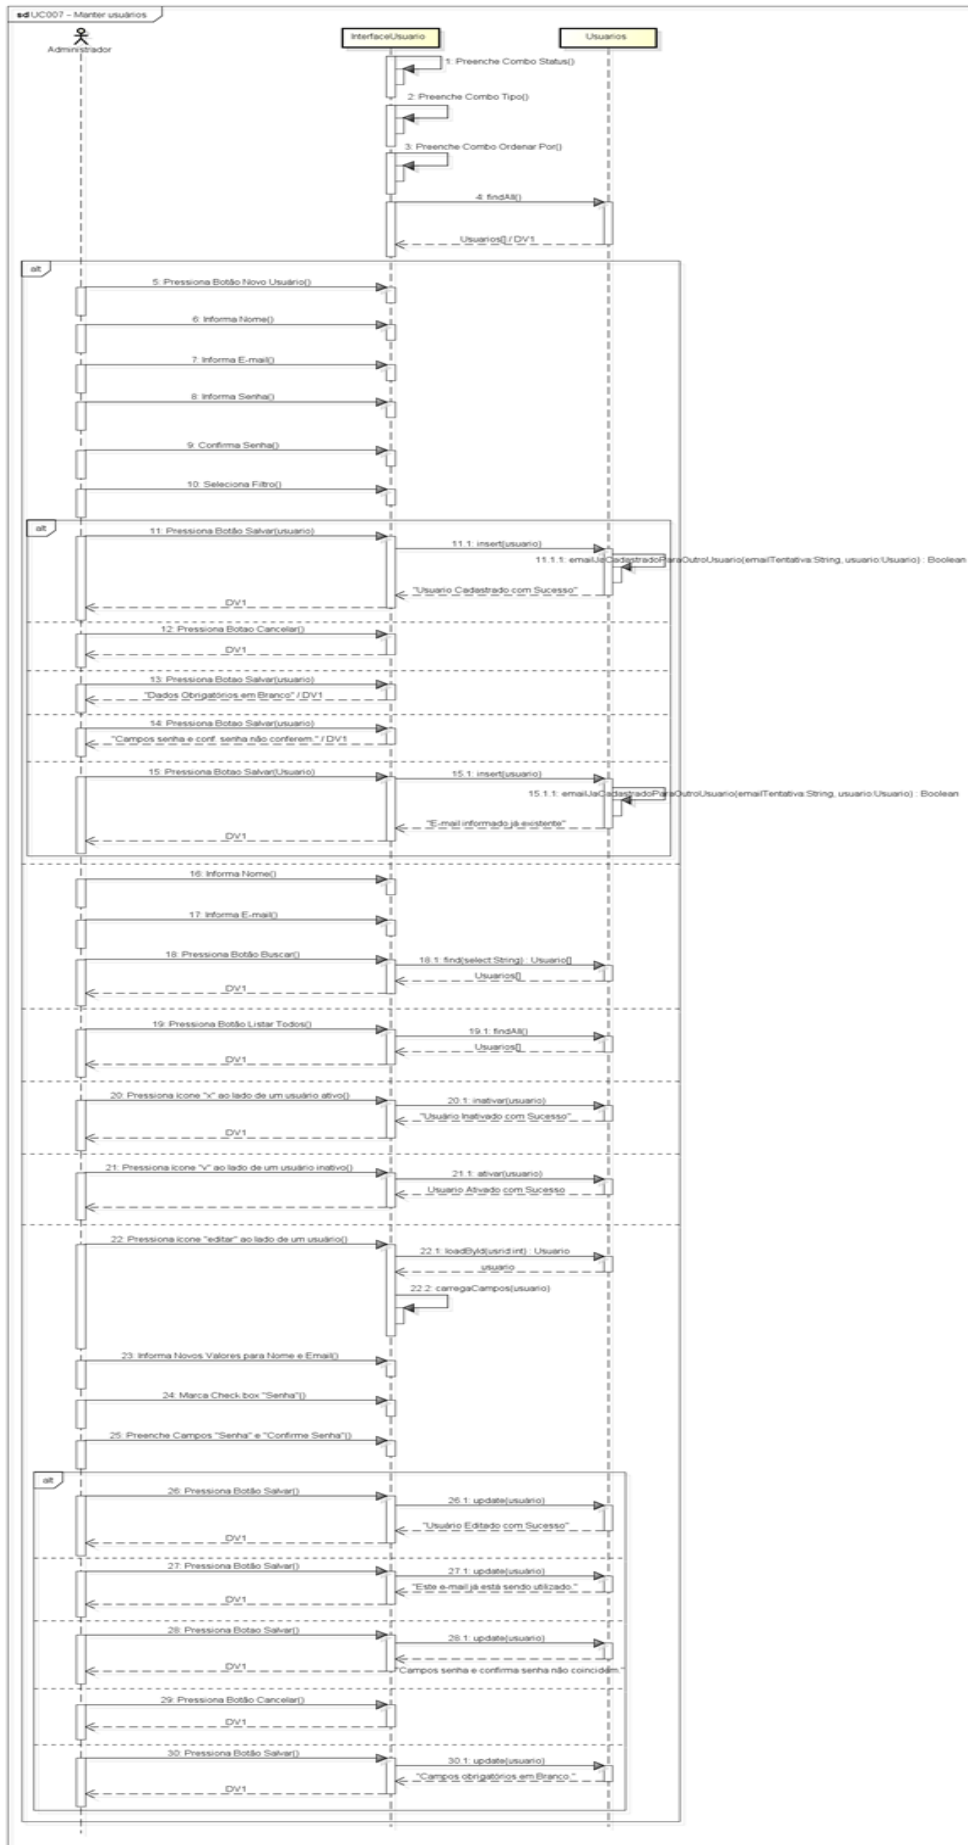 sd UC007 - Manter usuários
Administrador
InterfaceUsuario
Usuarios
1: Preenche Combo Status()
2: Preenche Combo Tipo()
3: Preenche Combo Ordenar Por()
4: findAll()
Usuarios[] / DV1
alt
5: Pressiona Botão Novo Usuário()
6: Informa Nome()
7: Informa E-mail()
8: Informa Senha()
9: Confirma Senha()
10: Seleciona Filtro()
alt
11: Pressiona Botão Salvar(usuario)
11.1: insert(usuario)
11.1.1: emailJaCadastradoParaOutroUsuario(emailTentativa:String, usuario:Usuario) : Boolean
"Usuario Cadastrado com Sucesso"
DV1
12: Pressiona Botao Cancelar()
DV1
13: Pressiona Botao Salvar(usuario)
"Dados Obrigatórios em Branco" / DV1
14: Pressiona Botao Salvar(usuario)
"Campos senha e conf. senha não conferem." / DV1
15: Pressiona Botao Salvar(Usuario)
15.1: insert(usuario)
15.1.1: emailJaCadastradoParaOutroUsuario(emailTentativa:String, usuario:Usuario) : Boolean
"E-mail informado já existente"
DV1
16: Informa Nome()
17: Informa E-mail()
18: Pressiona Botão Buscar()
18.1: find(select:String) : Usuario[]
Usuarios[]
DV1
19: Pressiona Botão Listar Todos()
19.1: findAll()
Usuarios[]
DV1
20: Pressiona ícone "x" ao lado de um usuário ativo()
20.1: inativar(usuario)
"Usuário Inativado com Sucesso"
DV1
21: Pressiona ícone "v" ao lado de um usuário inativo()
21.1: ativar(usuario)
Usuario Ativado com Sucesso
22: Pressiona ícone "editar" ao lado de um usuário()
22.1: loadById(usrid:int) : Usuario
usuario
22.2: carregaCampos(usuario)
23: Informa Novos Valores para Nome e Email()
24: Marca Check box "Senha"()
25: Preenche Campos "Senha" e "Confirme Senha"()
alt
26: Pressiona Botão Salvar()
26.1: update(usuário)
"Usuário Editado com Sucesso"
DV1
27: Pressiona Botão Salvar()
27.1: update(usuário)
"Este e-mail já está sendo utilizado."
DV1
28: Pressiona Botao Salvar()
28.1: update(usuario)
DV1
"Campos senha e confirma senha não coincidem."
29: Pressiona Botão Cancelar()
DV1
30: Pressiona Botão Salvar()
30.1: update(usuario)
"Campos obrigatórios em Branco."
DV1